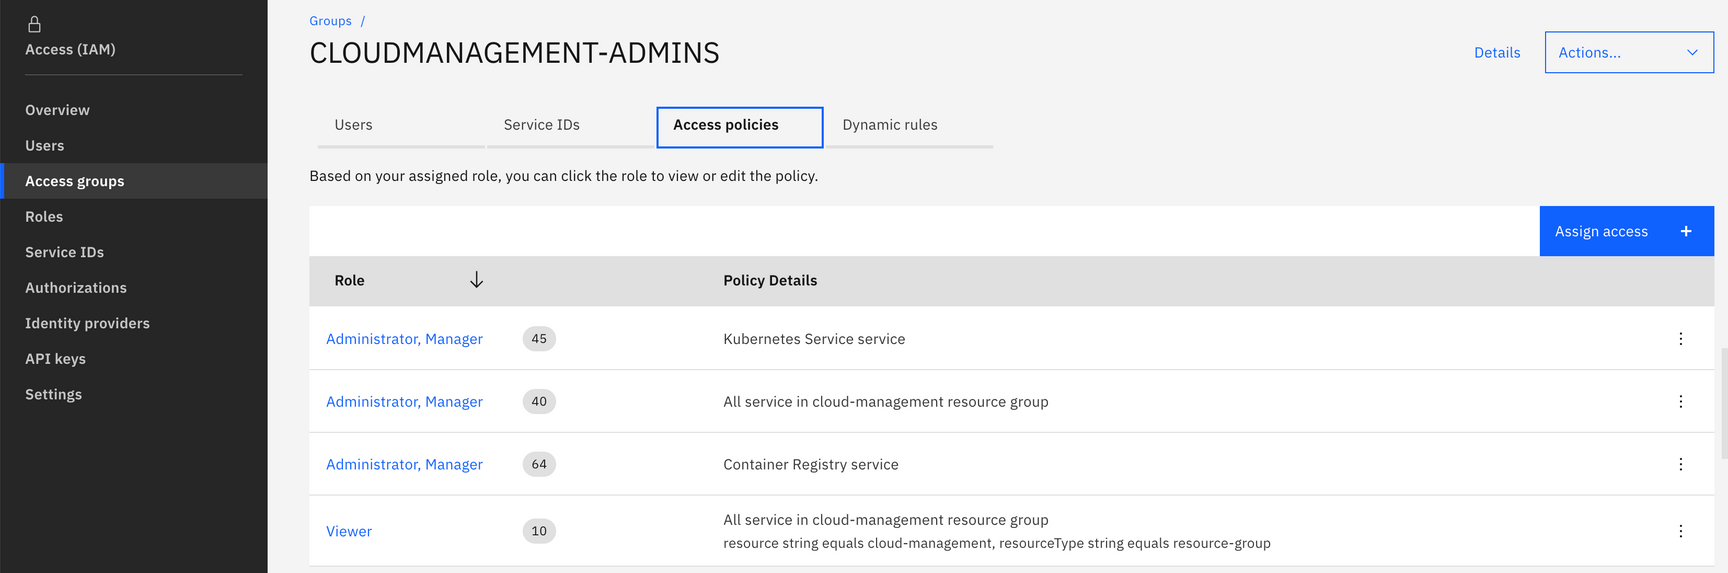 Access (IAM)
Overview
Users
Access groups
Roles
Service IDs
Authorizations
Identity providers
API keys
Settings
Groups /
CLOUDMANAGEMENT-ADMINS
Details
Actions...
Users
Service IDs
Access policies
Dynamic rules
Based on your assigned role, you can click the role to view or edit the policy.
Assign access +
Role
Policy Details
Administrator, Manager 45 Kubernetes Service service
Administrator, Manager 40 All service in cloud-management resource group
Administrator, Manager 64 Container Registry service
Viewer 10 All service in cloud-management resource group
resource string equals cloud-management, resourceType string equals resource-group